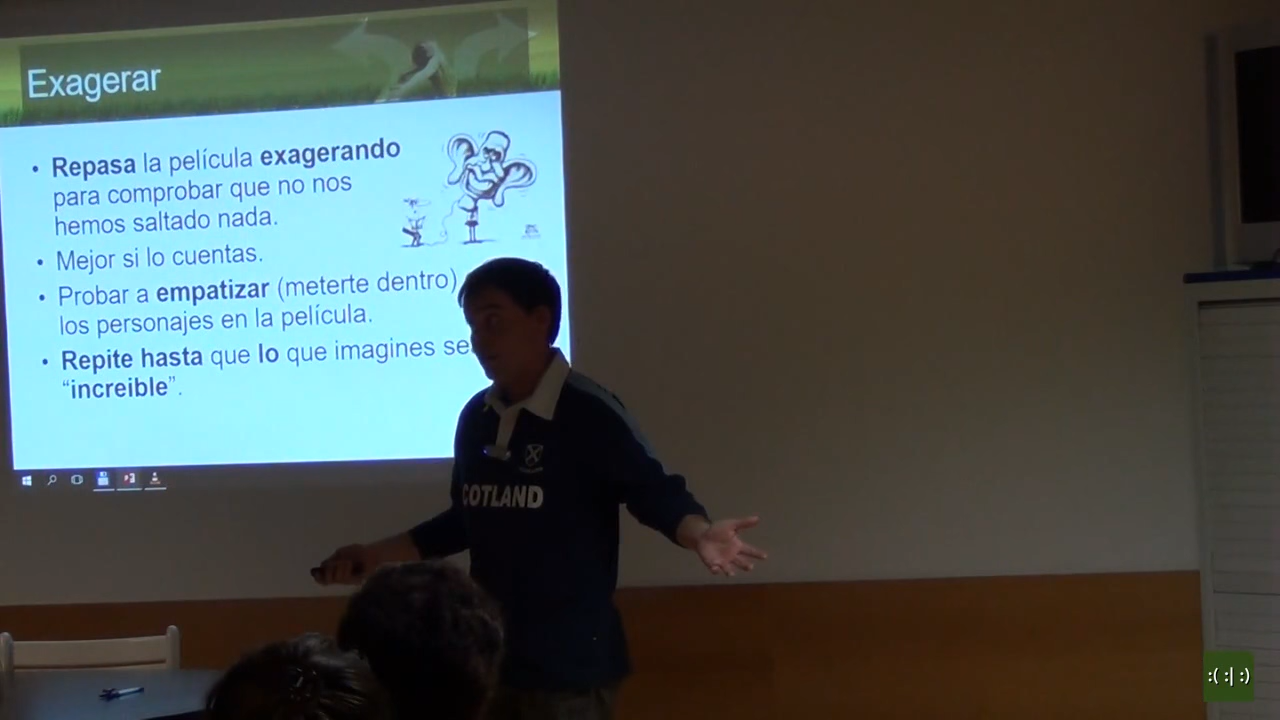 Exagerar
• Repasa la película exagerando
para comprobar que no nos
hemos saltado nada.
• Mejor si lo cuentas.
• Probar a empatizar (meterte dentro)
los personajes en la película.
• Repite hasta que lo que imagines se
“increible”.
COTLAND
:( :| :)